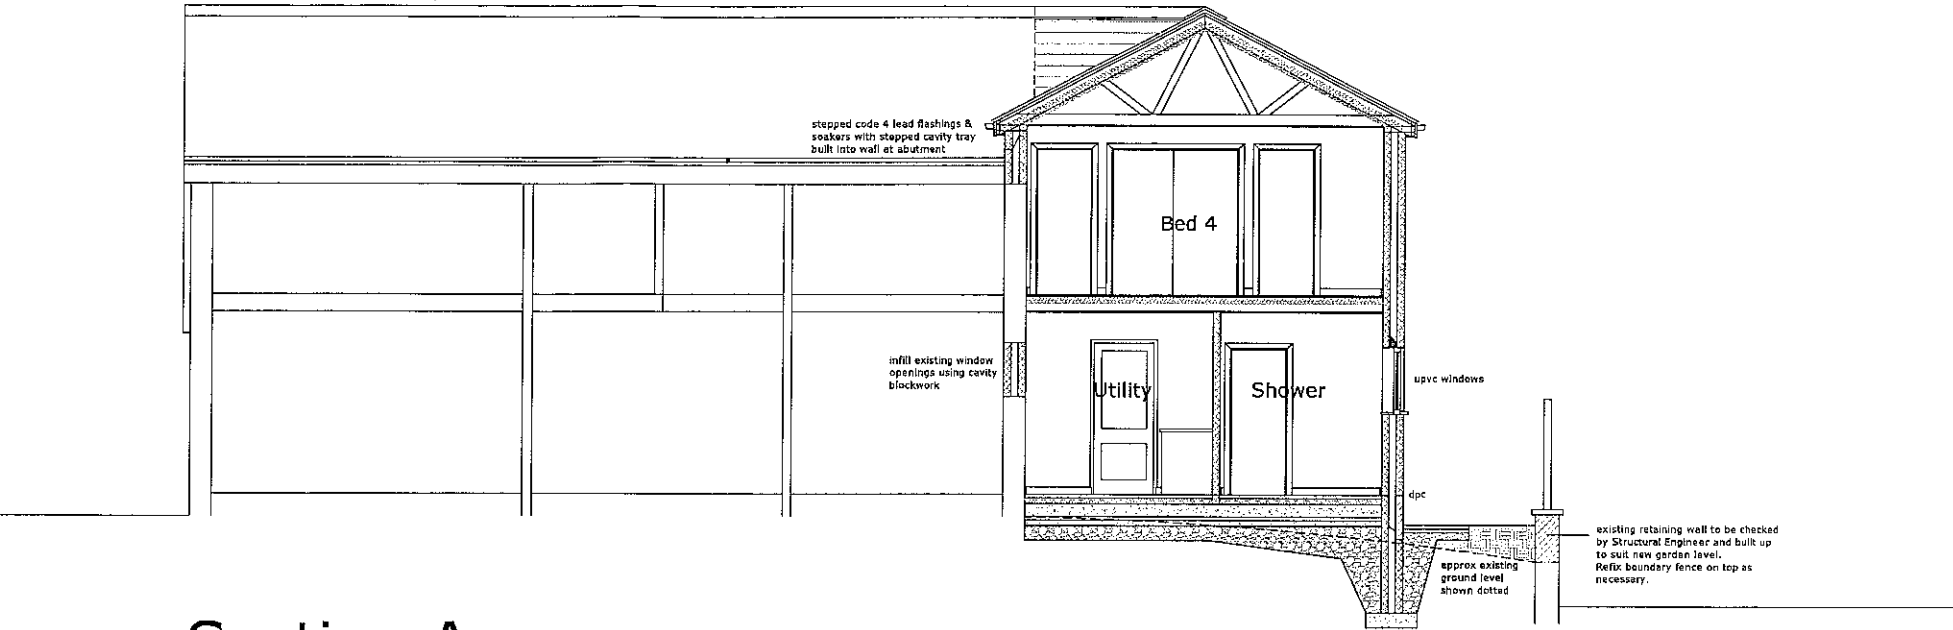 stepped code 4 lead flashings &
soakers with stepped cavity tray
built into wall at abutment
Bed 4
infill existing window
openings using cavity
blockwork
Utility
Shower
upvc windows
dpc
existing retaining wall to be checked
by Structural Engineer and built up
to suit new garden level.
Refix boundary fence on top as
necessary.
approx existing
ground level
shown dotted